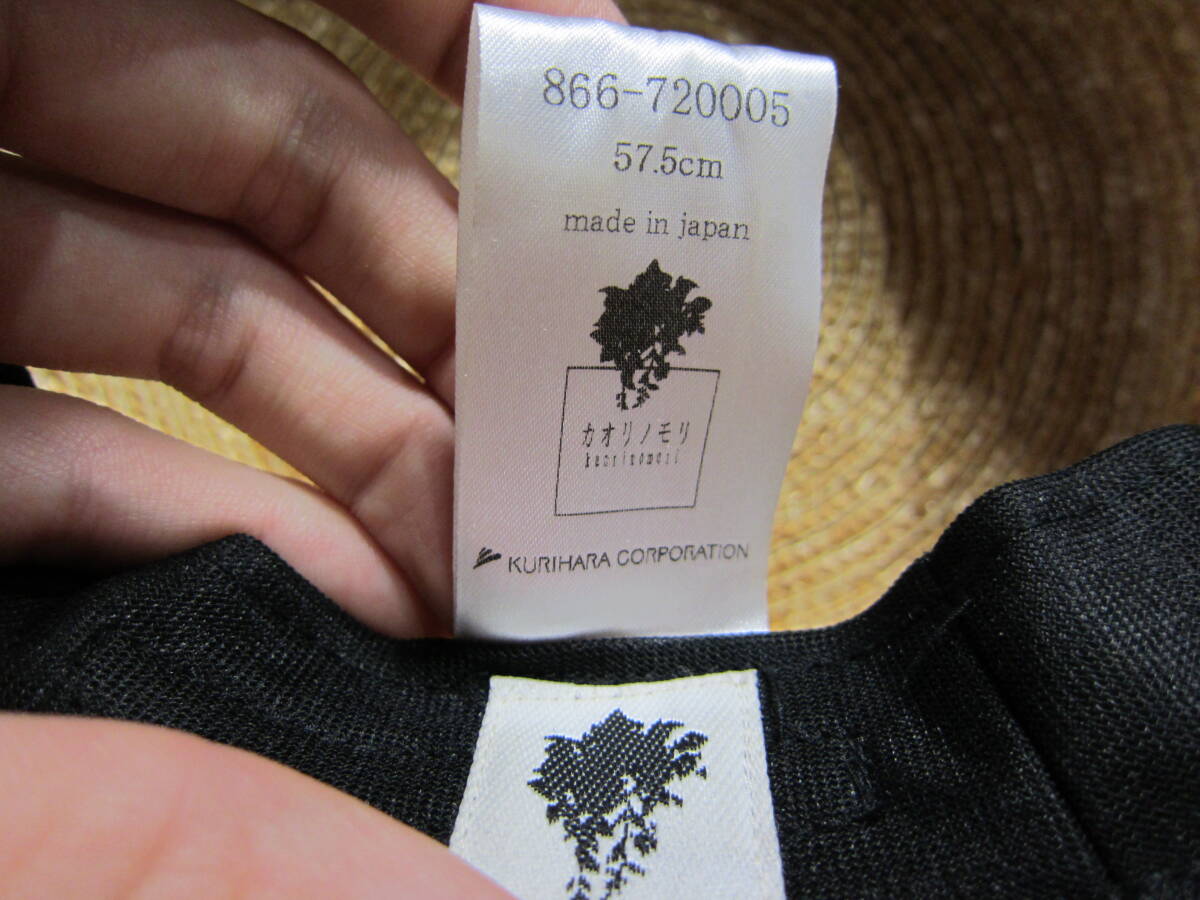 866-720005
57.5cm
made in japan
カオリノモリ
kaorinomori
KURIHARA CORPORATION